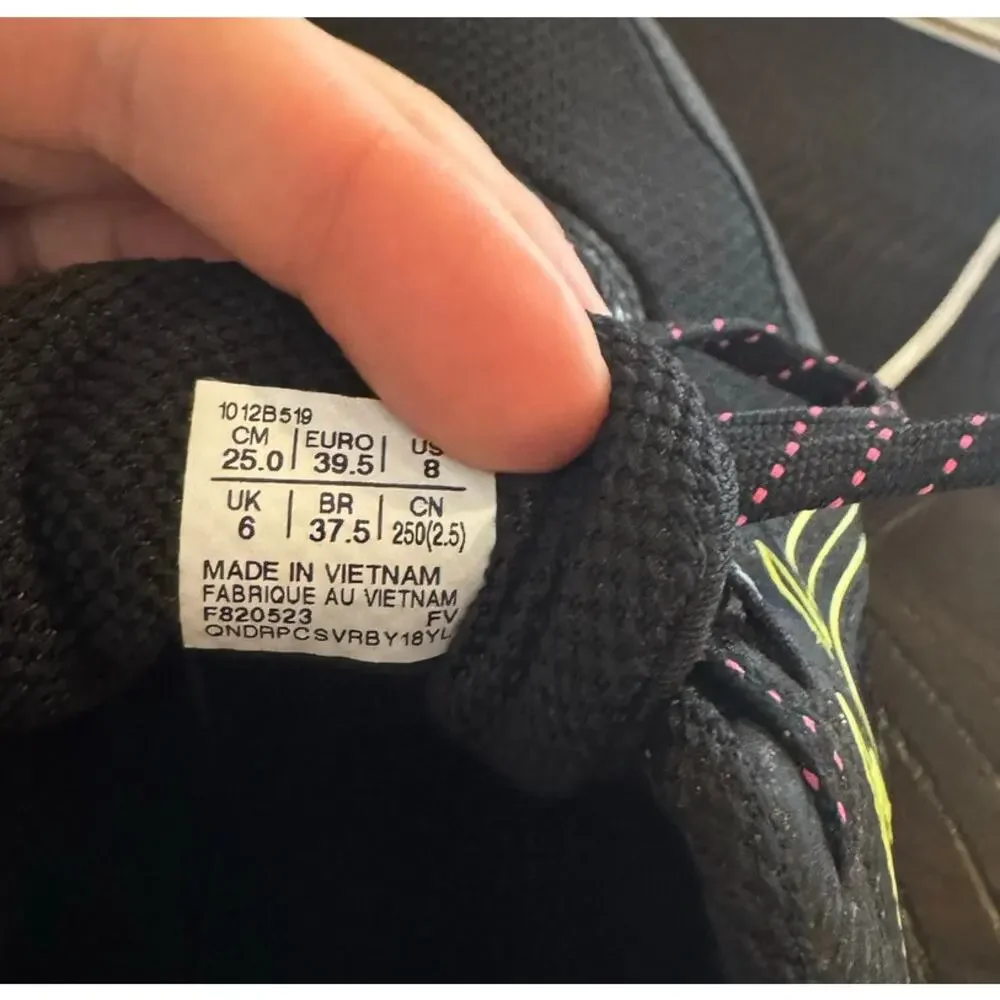 1012B519
CM | EURO | US
25.0 | 39.5 | 8
UK | BR | CN
6 | 37.5 | 250(2.5)
MADE IN VIETNAM
FABRIQUE AU VIETNAM
F820523 FV
QNDRPCSVRBY18YL